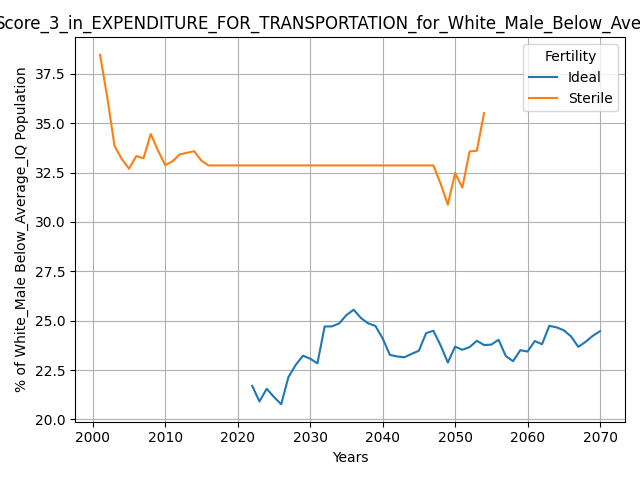 Score_3_in_EXPENDITURE_FOR_TRANSPORTATION_for_White_Male_Below_Ave
Fertility
Ideal
Sterile
37.5
35.0
32.5
30.0
27.5
25.0
22.5
20.0
% of White_Male Below_Average_IQ Population
2000 2010 2020 2030 2040 2050 2060 2070
Years